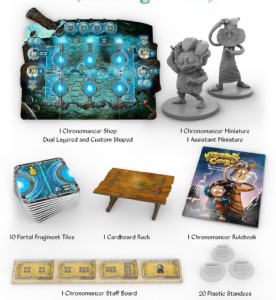 1 Chronomancer Shop
Dual Layered and Custom Shaped
1 Chronomancer Miniature
1 Assistant Miniature
10 Portal Fragment Tiles
1 Cardboard Rack
1 Chronomancer Rulebook
1 Chronomancer Staff Board
20 Plastic Standees